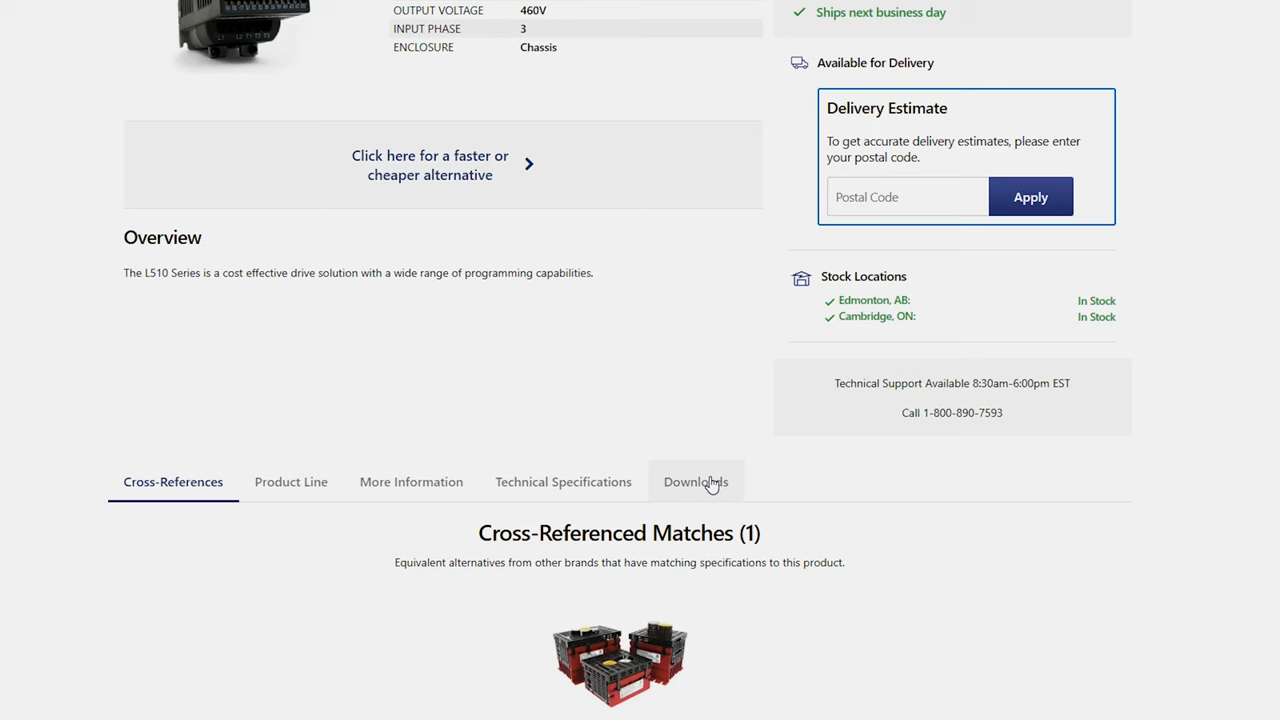 OUTPUT VOLTAGE 460V
INPUT PHASE 3
ENCLOSURE Chassis
Click here for a faster or
cheaper alternative
Overview
The L510 Series is a cost effective drive solution with a wide range of programming capabilities.
Ships next business day
Available for Delivery
Delivery Estimate
To get accurate delivery estimates, please enter
your postal code.
Postal Code Apply
Stock Locations
Edmonton, AB: In Stock
Cambridge, ON: In Stock
Technical Support Available 8:30am-6:00pm EST
Call 1-800-890-7593
Cross-References Product Line More Information Technical Specifications Downloads
Cross-Referenced Matches (1)
Equivalent alternatives from other brands that have matching specifications to this product.